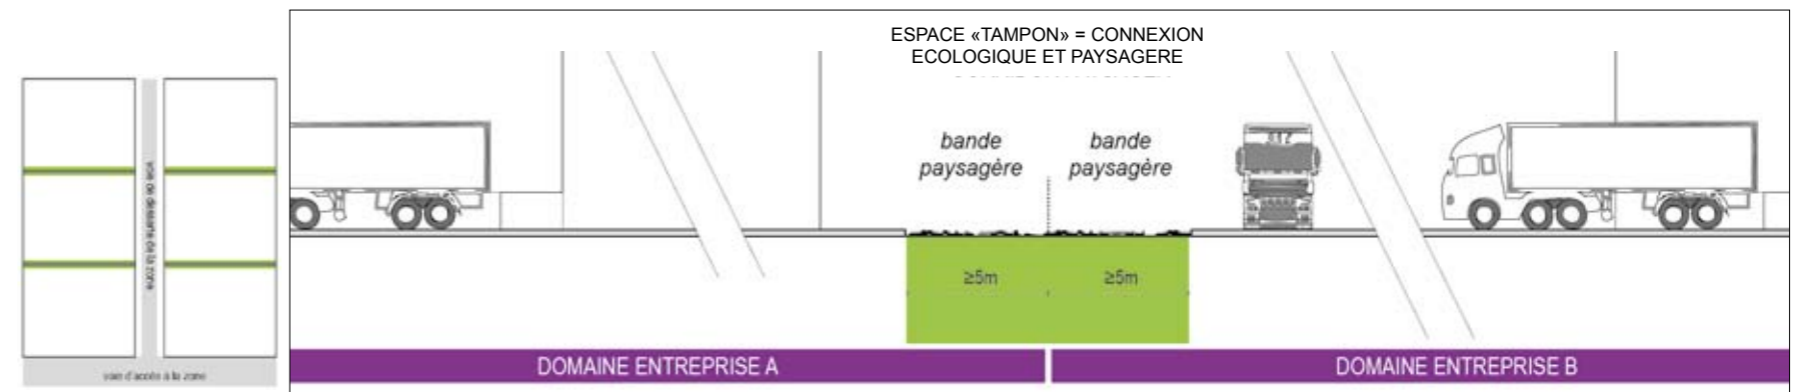 ESPACE «TAMPON» = CONNEXION
ECOLOGIQUE ET PAYSAGERE
bande
paysagère
bande
paysagère
voie de desserte de la zone
≥5m
≥5m
DOMAINE ENTREPRISE A
DOMAINE ENTREPRISE B
voie d'accès à la zone